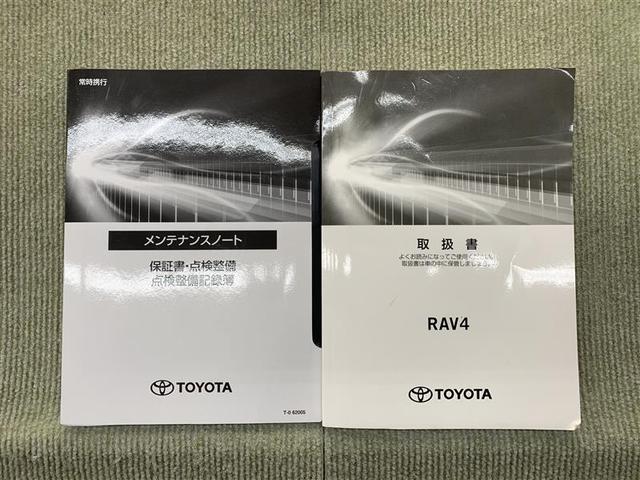 常時携行
メンテナンスノート
保証書・点検整備
点検整備記録簿
TOYOTA
T-0 62005
取扱書
よくお読みになってご使用ください。
取扱書は車の中に保管しましょう。
RAV4
TOYOTA